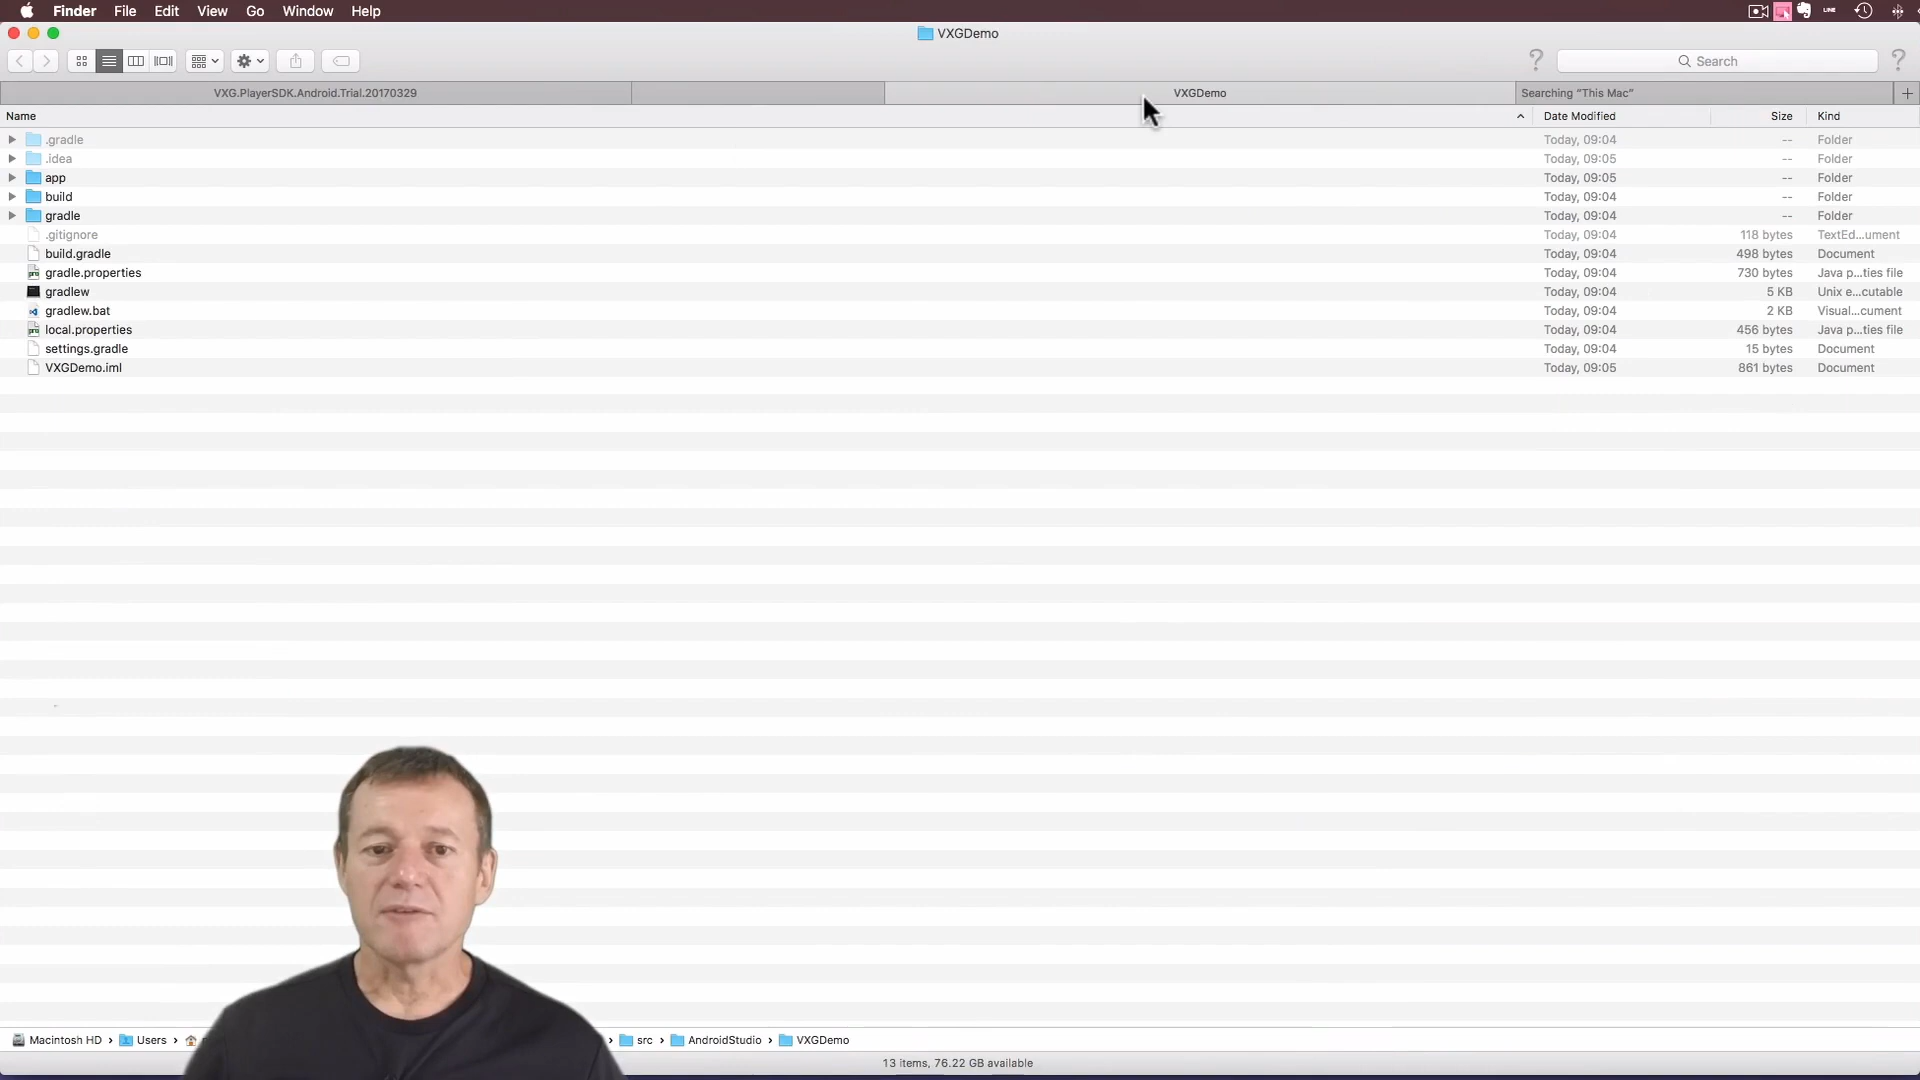 Finder File Edit View Go Window Help LINE
VXGDemo
? Search ?
VXG.PlayerSDK.Android.Trial.20170329 VXGDemo Searching “This Mac” +
Name Date Modified Size Kind
.gradle Today, 09:04 -- Folder
.idea Today, 09:05 -- Folder
app Today, 09:05 -- Folder
build Today, 09:04 -- Folder
gradle Today, 09:04 -- Folder
.gitignore Today, 09:04 118 bytes TextEd...ument
build.gradle Today, 09:04 498 bytes Document
gradle.properties Today, 09:04 730 bytes Java p...ties file
gradlew Today, 09:04 5 KB Unix e...cutable
gradlew.bat Today, 09:04 2 KB Visual...cument
local.properties Today, 09:04 456 bytes Java p...ties file
settings.gradle Today, 09:04 15 bytes Document
VXGDemo.iml Today, 09:05 861 bytes Document
Macintosh HD › Users › › src › AndroidStudio › VXGDemo
13 items, 76.22 GB available